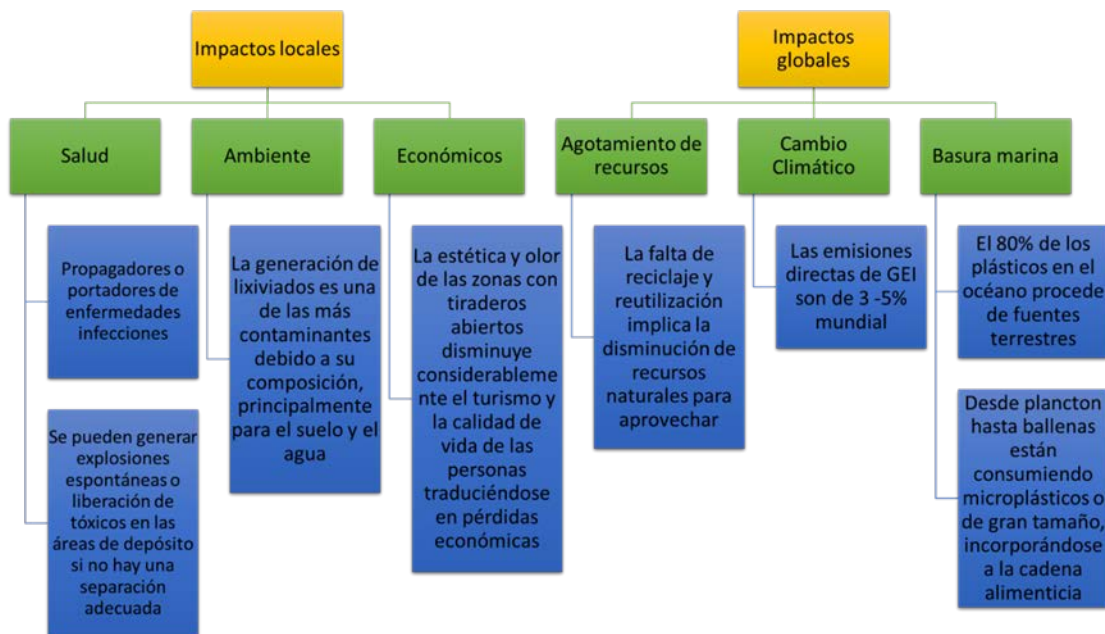 Impactos locales
Salud
Propagadores o
portadores de
enfermedades
infecciones
Se pueden generar
explosiones
espontáneas o
liberación de
tóxicos en las
áreas de depósito
si no hay una
separación
adecuada
Ambiente
La generación de
lixiviados es una
de las más
contaminantes
debido a su
composición,
principalmente
para el suelo y el
agua
Económicos
La estética y olor
de las zonas con
tiraderos
abiertos
disminuye
considerableme
nte el turismo y
la calidad de
vida de las
personas
traduciéndose
en pérdidas
económicas
Impactos
globales
Agotamiento de
recursos
La falta de
reciclaje y
reutilización
implica la
disminución de
recursos
naturales para
aprovechar
Cambio
Climático
Las emisiones
directas de GEI
son de 3 -5%
mundial
Basura marina
El 80% de los
plásticos en el
océano procede
de fuentes
terrestres
Desde plancton
hasta ballenas
están
consumiendo
microplásticos o
de gran tamaño,
incorporándose
a la cadena
alimenticia